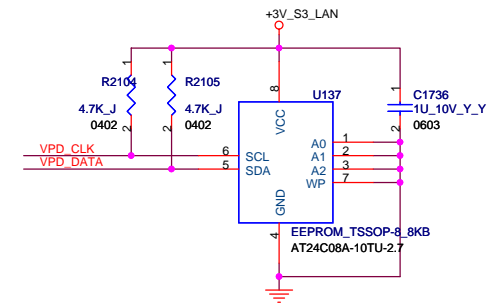 +3V_S3_LAN
1
R2104
4.7K_J
0402
2
1
R2105
4.7K_J
0402
2
8
U137
VCC
1
C1736
1U_10V_Y_Y
0603
2
VPD_CLK
VPD_DATA
6
SCL
5
SDA
A0
1
A1
2
A2
3
WP
7
GND
4
EEPROM_TSSOP-8_8KB
AT24C08A-10TU-2.7